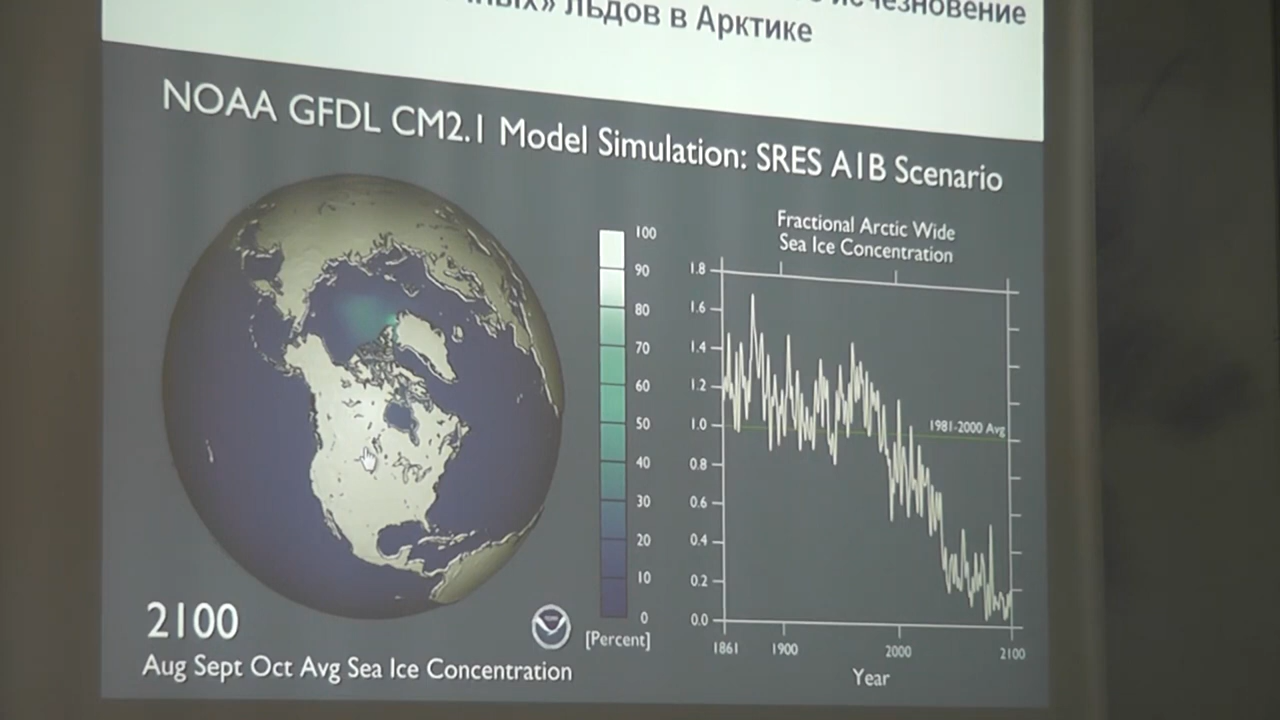 исчезновение
льдов в Арктике
NOAA GFDL CM2.1 Model Simulation: SRES A1B Scenario
Fractional Arctic Wide
Sea Ice Concentration
100
90
80
70
60
50
40
30
20
10
0
[Percent]
1.8
1.6
1.4
1.2
1.0
0.8
0.6
0.4
0.2
0.0
1981-2000 Avg
1861 1900 2000 2100
Year
2100
Aug Sept Oct Avg Sea Ice Concentration